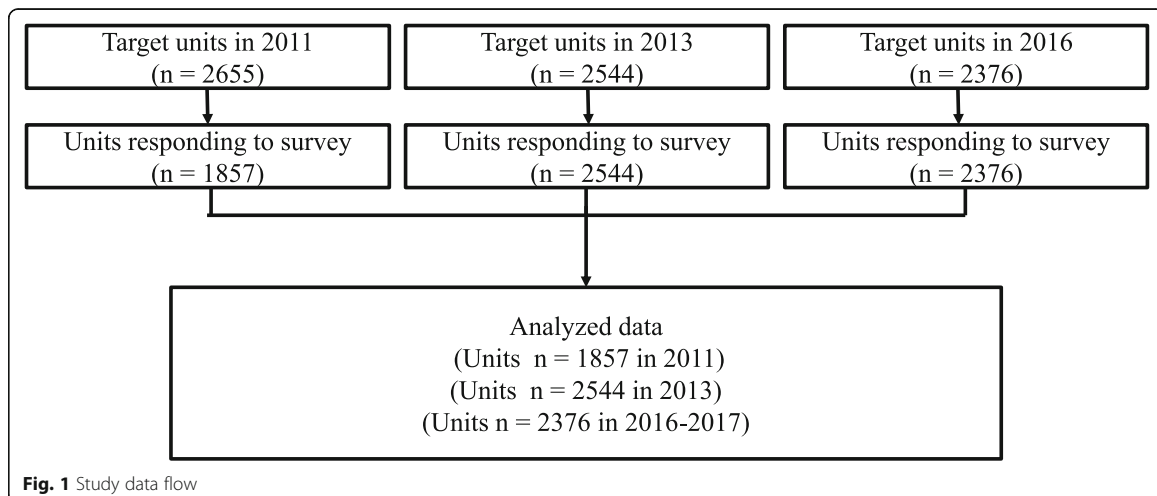 Target units in 2011
(n = 2655)
Target units in 2013
(n = 2544)
Target units in 2016
(n = 2376)
Units responding to survey
(n = 1857)
Units responding to survey
(n = 2544)
Units responding to survey
(n = 2376)
Analyzed data
(Units n = 1857 in 2011)
(Units n = 2544 in 2013)
(Units n = 2376 in 2016-2017)
Fig. 1 Study data flow